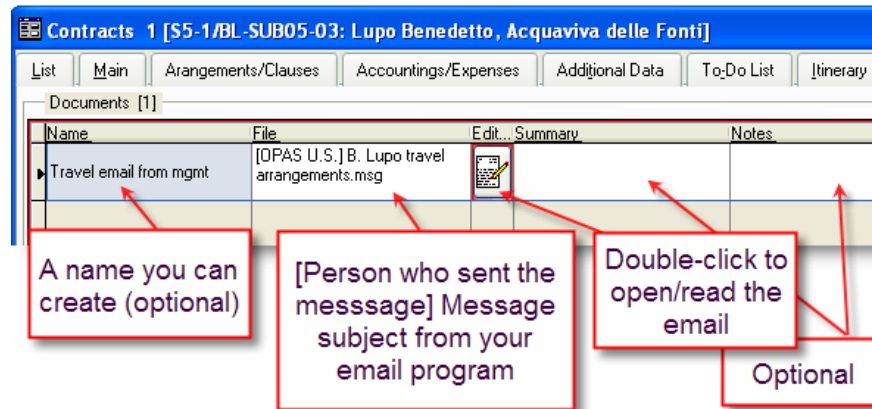 Contracts 1 [S5-1/BL-SUB05-03: Lupo Benedetto, Acquaviva delle Fonti]
List Main Arangements/Clauses Accountings/Expenses Additional Data To-Do List Itinerary
Documents [1]
Name File Edit... Summary Notes
Travel email from mgmt
[OPAS U.S.] B. Lupo travel
arrangements.msg
A name you can
create (optional)
[Person who sent the
messsage] Message
subject from your
email program
Double-click to
open/read the
email
Optional